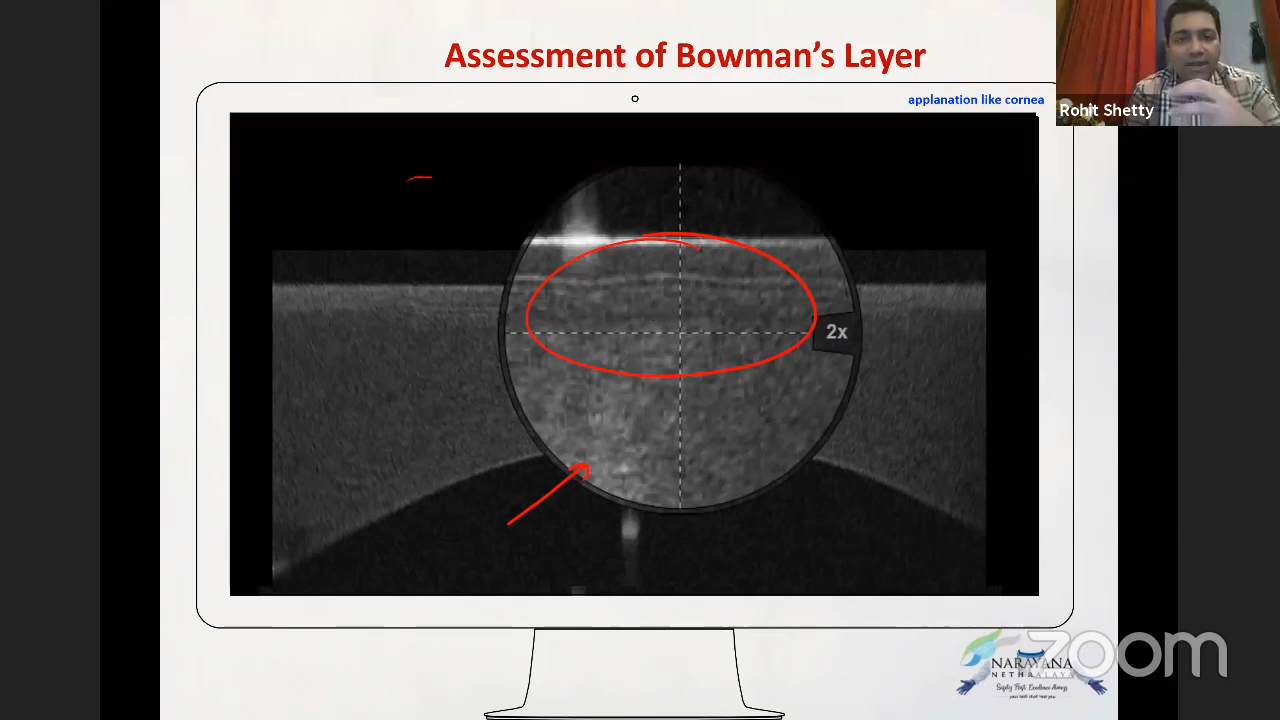 Assessment of Bowman's Layer
applanation like cornea
Rohit Shetty
2x
zoom
NARAYANA
NETHRALAYA